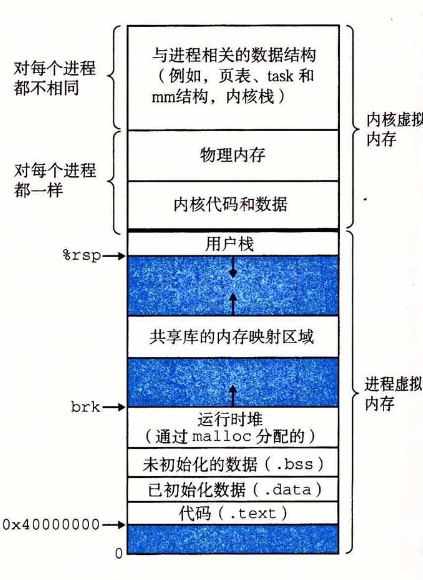 对每个进程
都不相同
与进程相关的数据结构
（例如，页表、task 和
mm结构，内核栈）
对每个进程
都一样
物理内存
内核代码和数据
内核虚拟
内存
用户栈
%rsp
共享库的内存映射区域
进程虚拟
内存
brk
运行时堆
（通过 malloc 分配的）
未初始化的数据（.bss）
已初始化数据（.data）
代码（.text）
0x40000000
0